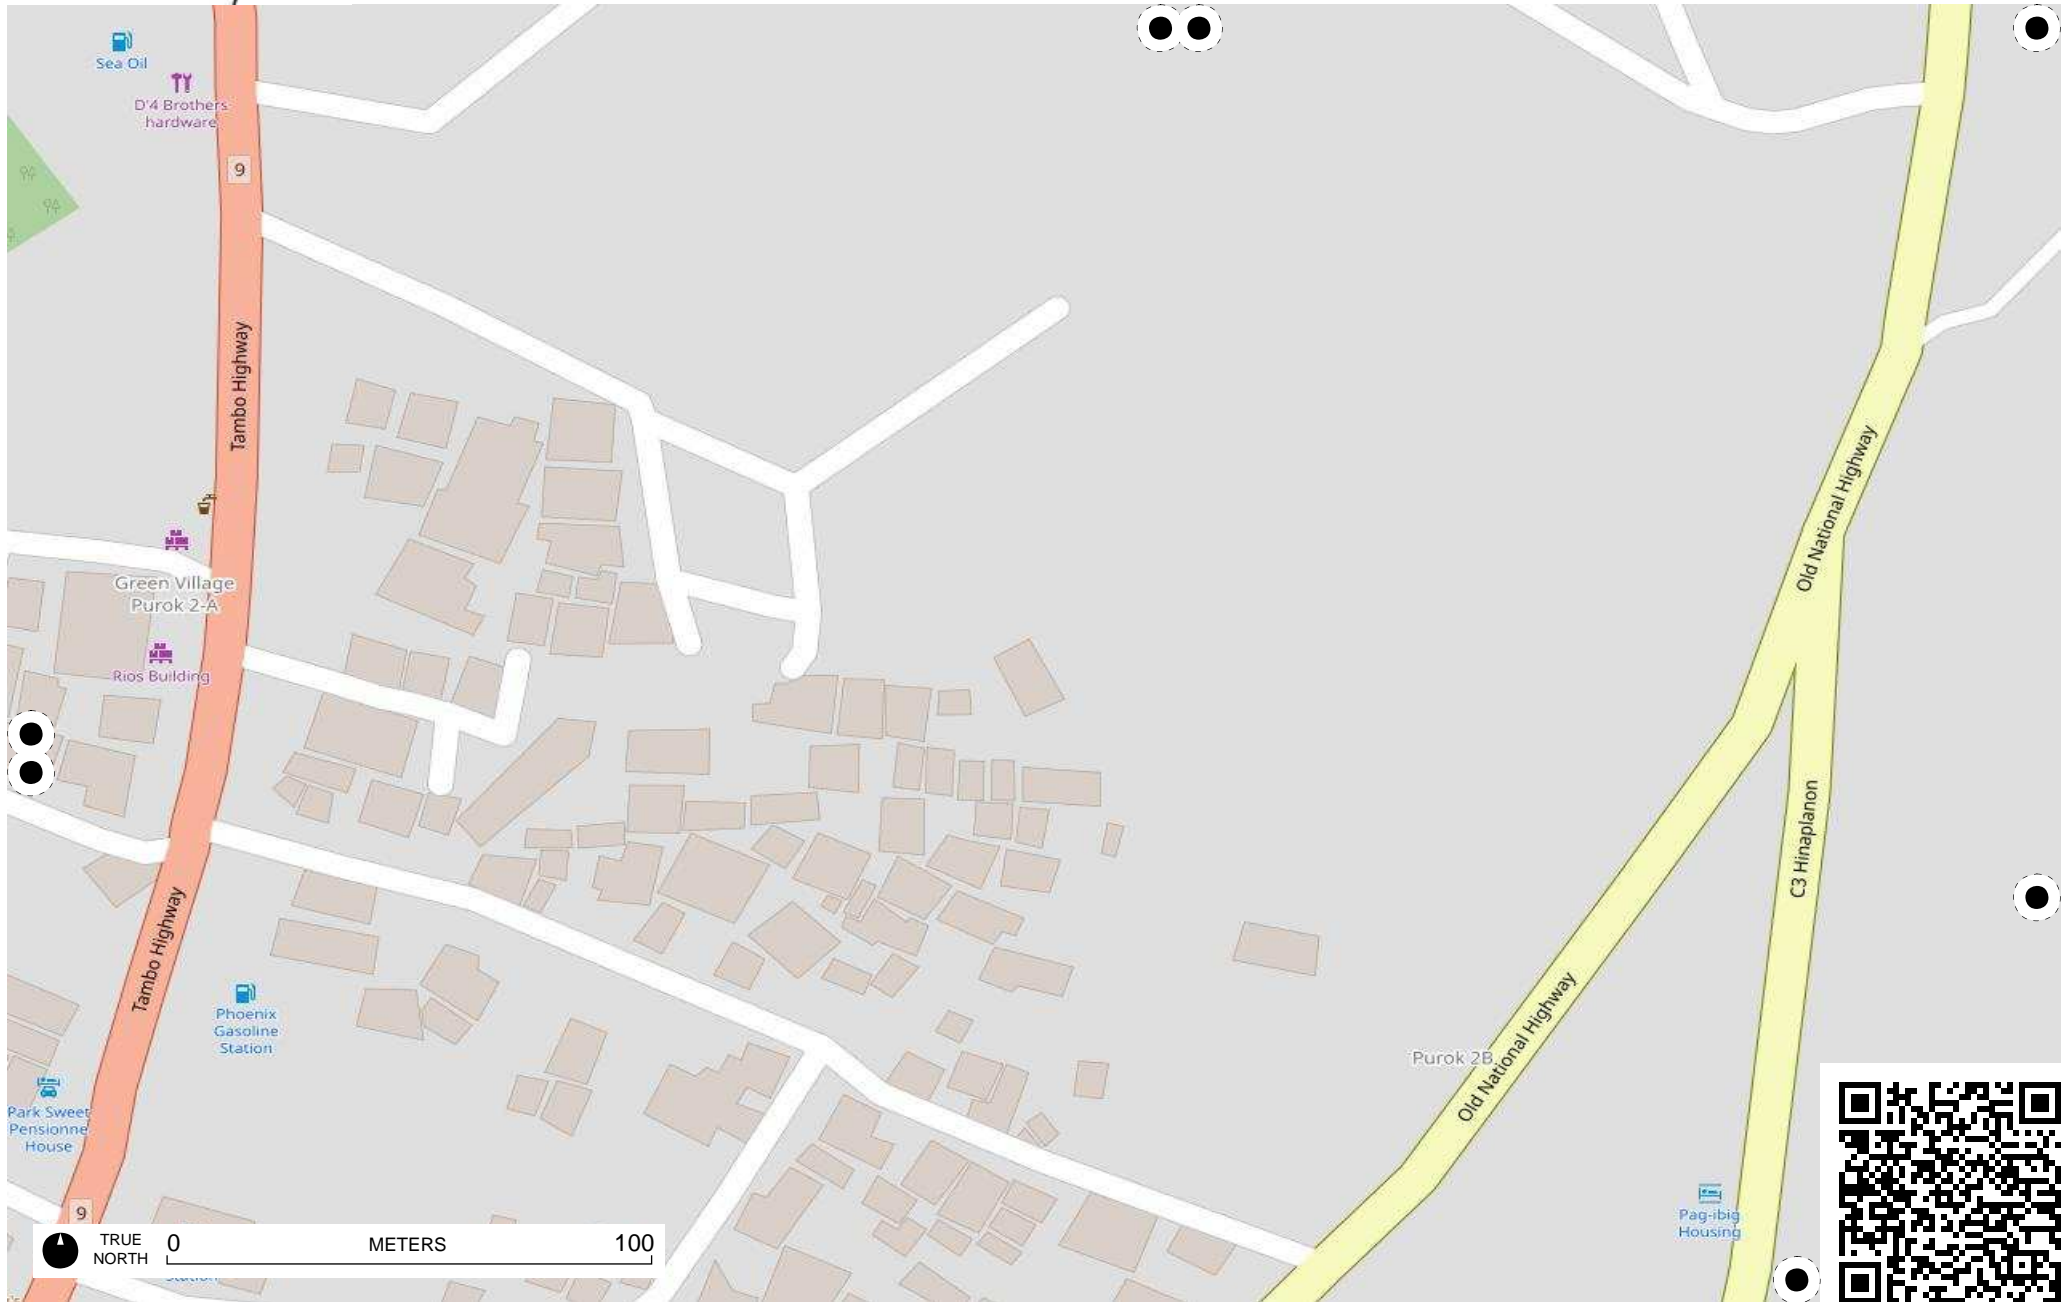 Sea Oil
D'4 Brothers
hardware
9
Tambo Highway
Old National Highway
Green Village
Purok 2-A
Rios Building
C3 Hinaplanon
Tambo Highway
Phoenix
Gasoline
Station
Old National Highway
Purok 2B
Park Sweet
Pensionne
House
Pag-ibig
Housing
9
TRUE
NORTH
0 METERS 100
Station